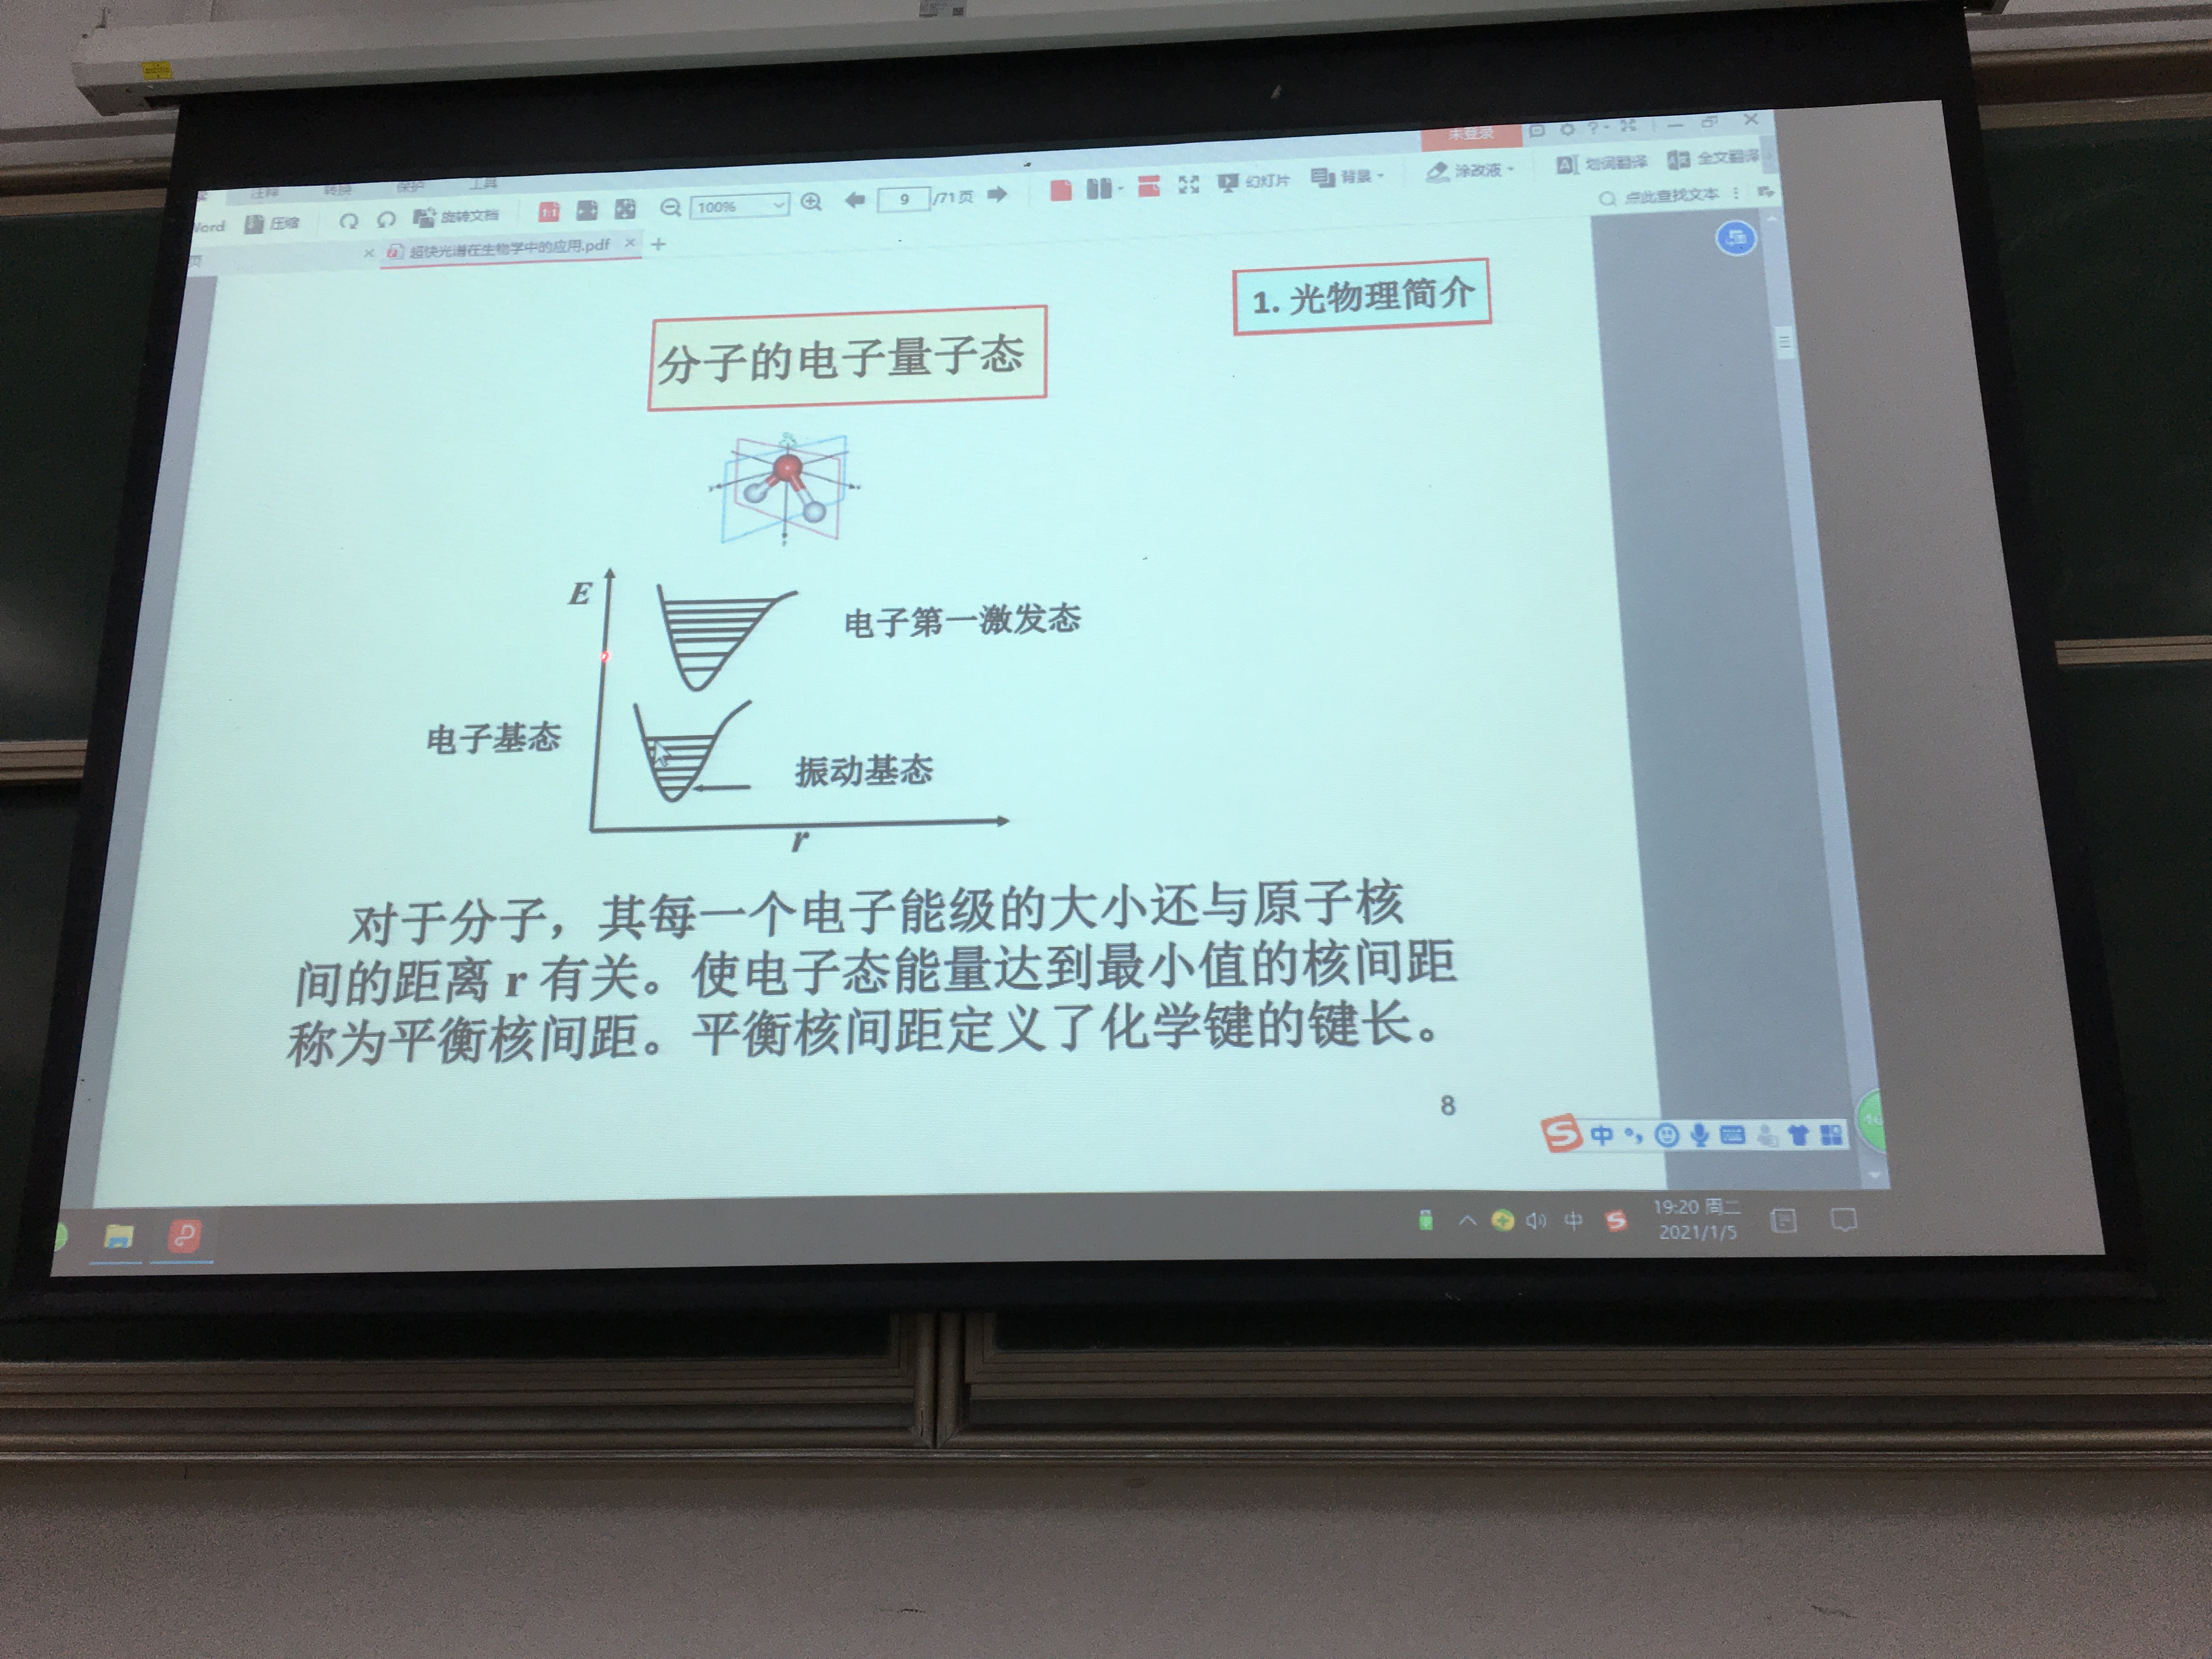 未登录
注释 转换 保护 工具
Word 压缩 旋转文档 1:1 100% 9 /71页 幻灯片 背景 涂改液 划词翻译 全文翻译
点此查找文本
页 超快光谱在生物学中的应用.pdf
1. 光物理简介
分子的电子量子态
E
电子第一激发态
电子基态
振动基态
r
对于分子，其每一个电子能级的大小还与原子核
间的距离 r 有关。使电子态能量达到最小值的核间距
称为平衡核间距。平衡核间距定义了化学键的键长。
8
S 中
中 S 19:20 周二
2021/1/5